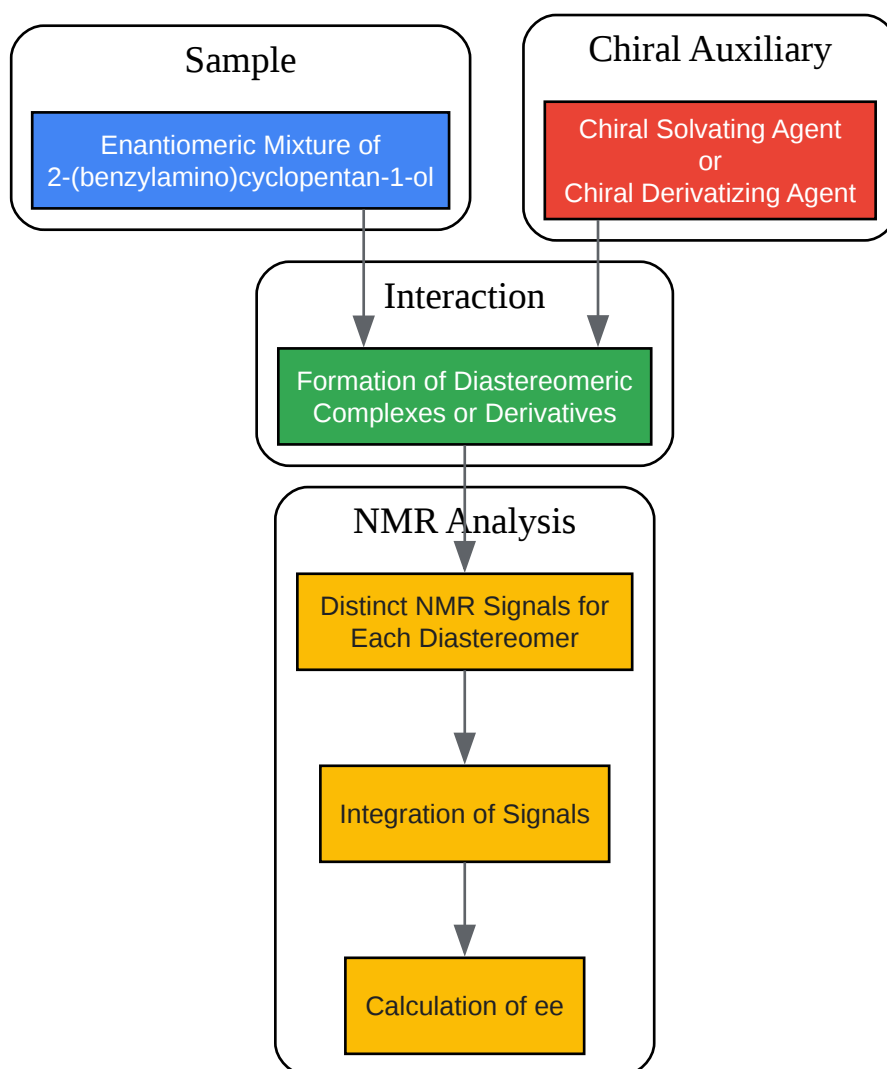 Sample
Enantiomeric Mixture of
2-(benzylamino)cyclopentan-1-ol
Chiral Auxiliary
Chiral Solvating Agent
or
Chiral Derivatizing Agent
Interaction
Formation of Diastereomeric
Complexes or Derivatives
NMR Analysis
Distinct NMR Signals for
Each Diastereomer
Integration of Signals
Calculation of ee